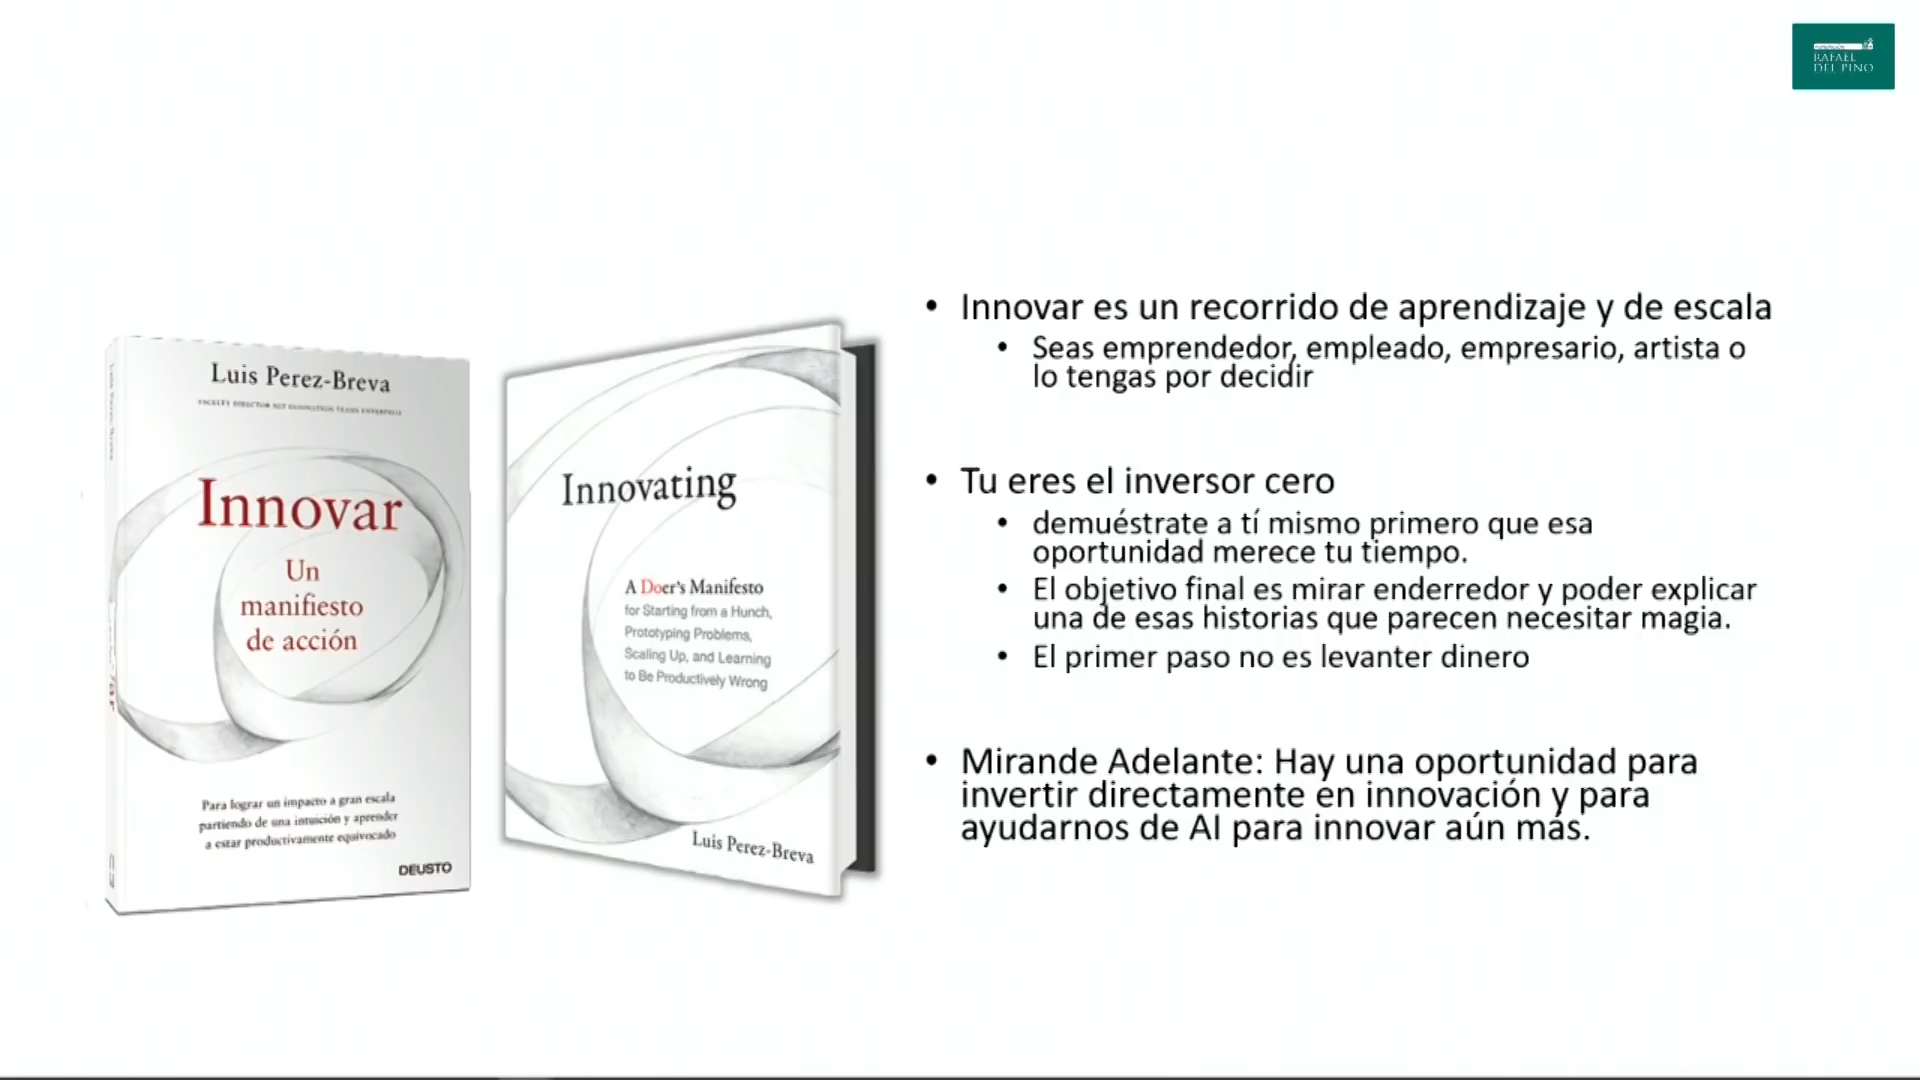 RAFAEL
DEL PINO
Luis Perez-Breva
FACULTY DIRECTOR MIT INNOVATION TEAMS ENTERPRISE
Innovar
Un
manifiesto
de acción
Para lograr un impacto a gran escala
partiendo de una intuición y aprender
a estar productivamente equivocado
DEUSTO
Innovating
A Doer's Manifesto
for Starting from a Hunch,
Prototyping Problems,
Scaling Up, and Learning
to Be Productively Wrong
Luis Perez-Breva
• Innovar es un recorrido de aprendizaje y de escala
• Seas emprendedor, empleado, empresario, artista o
lo tengas por decidir
• Tu eres el inversor cero
• demuéstrate a tí mismo primero que esa
oportunidad merece tu tiempo.
• El objetivo final es mirar enderredor y poder explicar
una de esas historias que parecen necesitar magia.
• El primer paso no es levanter dinero
• Mirande Adelante: Hay una oportunidad para
invertir directamente en innovación y para
ayudarnos de AI para innovar aún más.